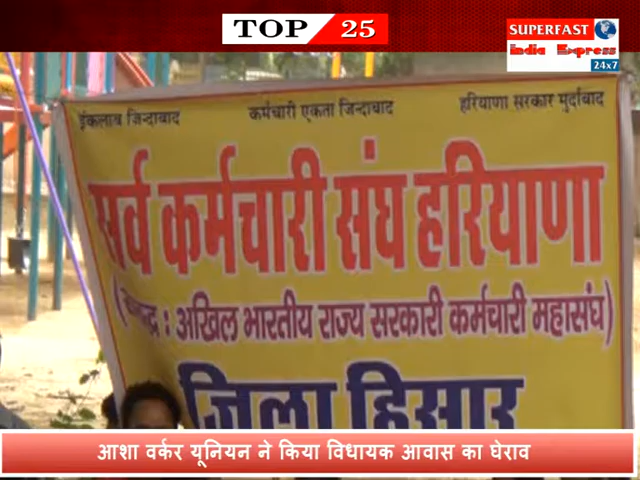 TOP 25
SUPERFAST
India Express
24x7
इंकलाब जिन्दाबाद कर्मचारी एकता जिन्दाबाद हरियाणा सरकार मुर्दाबाद
सर्व कर्मचारी संघ हरियाणा
: अखिल भारतीय राज्य सरकारी कर्मचारी महासंघ)
जिला हिसार
आशा वर्कर यूनियन ने किया विधायक आवास का घेराव